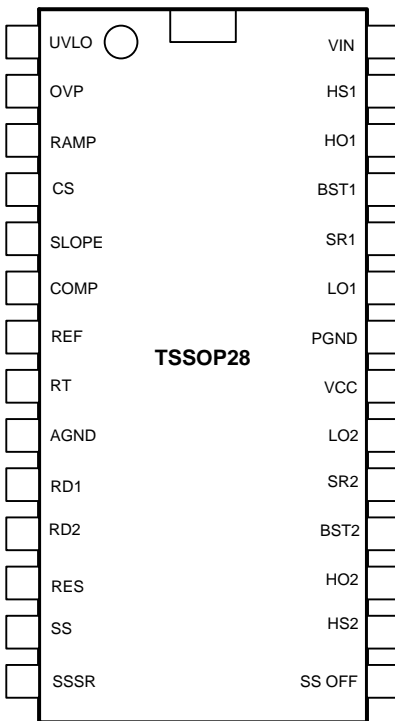 UVLO
OVP
RAMP
CS
SLOPE
COMP
REF
RT
AGND
RD1
RD2
RES
SS
SSSR
TSSOP28
VIN
HS1
HO1
BST1
SR1
LO1
PGND
VCC
LO2
SR2
BST2
HO2
HS2
SS OFF